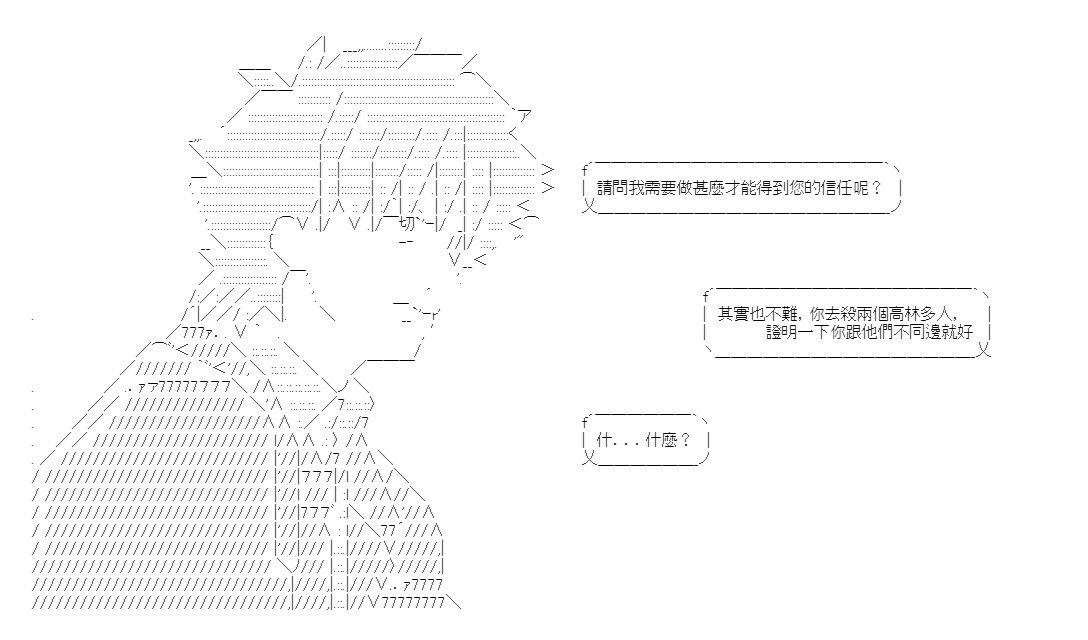 請問我需要做甚麼才能得到您的信任呢？
其實也不難，你去殺兩個高林多人，
證明一下你跟他們不同邊就好
什．．．什麼？